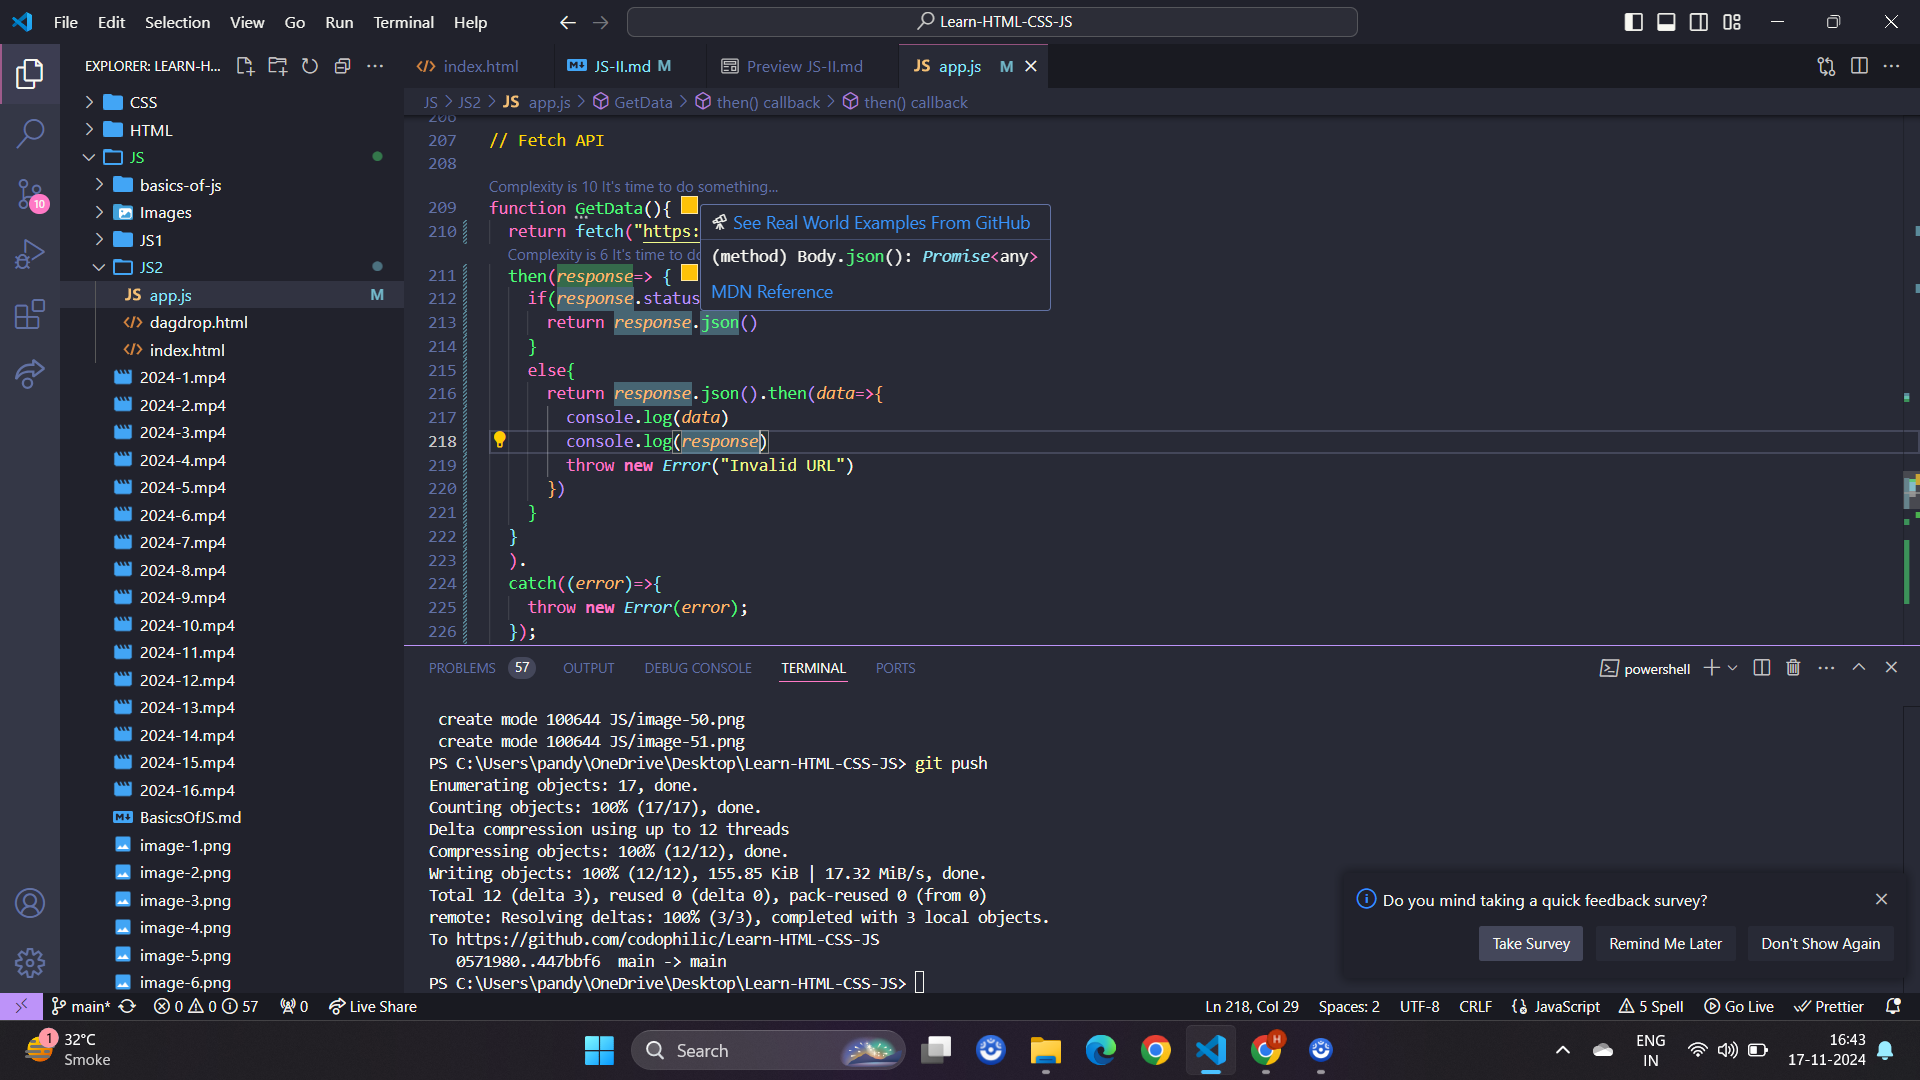 File Edit Selection View Go Run Terminal Help
Learn-HTML-CSS-JS
EXPLORER: LEARN-H...
index.html
JS-II.md M
Preview JS-II.md
JS app.js M
JS > JS2 > JS app.js > GetData > then() callback > then() callback
CSS
HTML
JS
basics-of-js
Images
JS1
JS2
JS app.js M
dagdrop.html
index.html
2024-1.mp4
2024-2.mp4
2024-3.mp4
2024-4.mp4
2024-5.mp4
2024-6.mp4
2024-7.mp4
2024-8.mp4
2024-9.mp4
2024-10.mp4
2024-11.mp4
2024-12.mp4
2024-13.mp4
2024-14.mp4
2024-15.mp4
2024-16.mp4
BasicsOfJS.md
image-1.png
image-2.png
image-3.png
image-4.png
image-5.png
image-6.png
10
206
207 // Fetch API
208
Complexity is 10 It's time to do something...
209 function GetData(){
210 return fetch("https:
Complexity is 6 It's time to do
211 then(response=> {
212 if(response.status
213 return response.json()
214 }
215 else{
216 return response.json().then(data=>{
217 console.log(data)
218 console.log(response)
219 throw new Error("Invalid URL")
220 })
221 }
222 }
223 ).
224 catch((error)=>{
225 throw new Error(error);
226 });
See Real World Examples From GitHub
(method) Body.json(): Promise<any>
MDN Reference
PROBLEMS 57 OUTPUT DEBUG CONSOLE TERMINAL PORTS
powershell
create mode 100644 JS/image-50.png
create mode 100644 JS/image-51.png
PS C:\Users\pandy\OneDrive\Desktop\Learn-HTML-CSS-JS> git push
Enumerating objects: 17, done.
Counting objects: 100% (17/17), done.
Delta compression using up to 12 threads
Compressing objects: 100% (12/12), done.
Writing objects: 100% (12/12), 155.85 KiB | 17.32 MiB/s, done.
Total 12 (delta 3), reused 0 (delta 0), pack-reused 0 (from 0)
remote: Resolving deltas: 100% (3/3), completed with 3 local objects.
To https://github.com/codophilic/Learn-HTML-CSS-JS
0571980..447bbf6 main -> main
PS C:\Users\pandy\OneDrive\Desktop\Learn-HTML-CSS-JS>
Do you mind taking a quick feedback survey?
Take Survey Remind Me Later Don't Show Again
main* 0 0 57 0 Live Share
Ln 218, Col 29 Spaces: 2 UTF-8 CRLF JavaScript 5 Spell Go Live Prettier
1
32°C
Smoke
Search
H
ENG
IN
16:43
17-11-2024